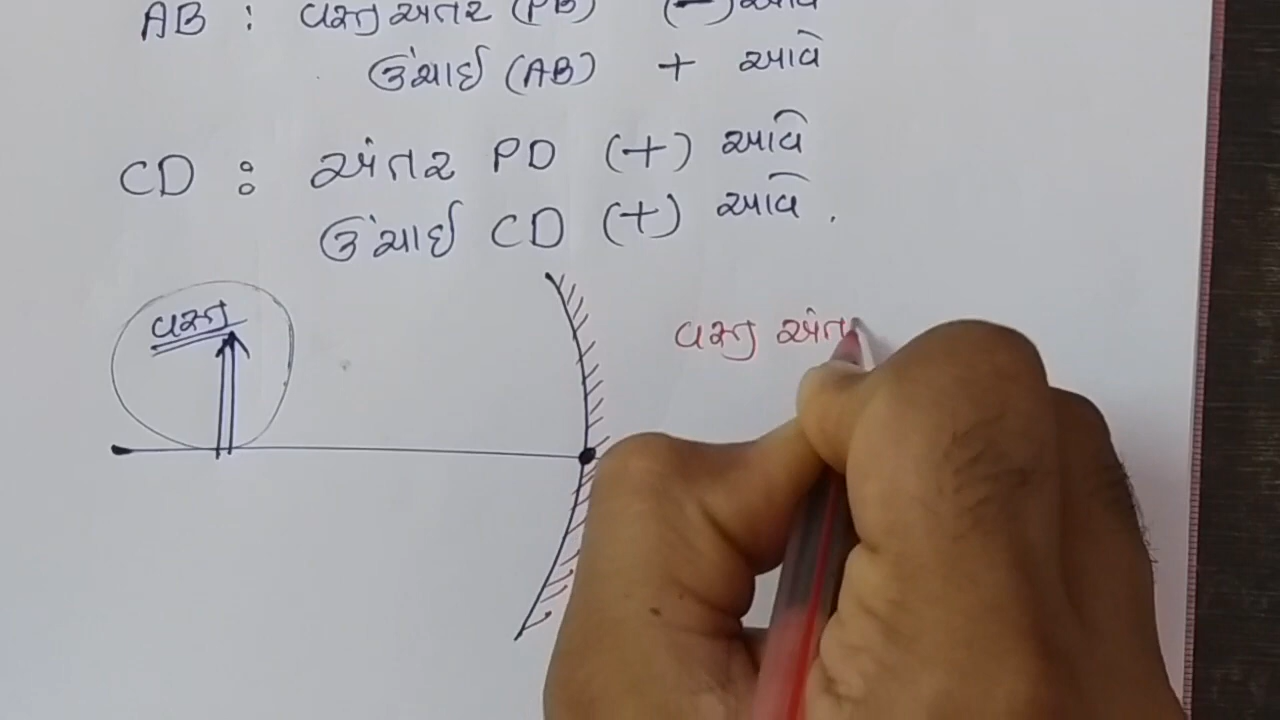 AB : વસ્તુ અંતર (PB) (−) આવે
ઉંચાઈ (AB) + આવે
CD : અંતર PD (+) આવે
ઉંચાઈ CD (+) આવે .
વસ્તુ
વસ્તુ અંત